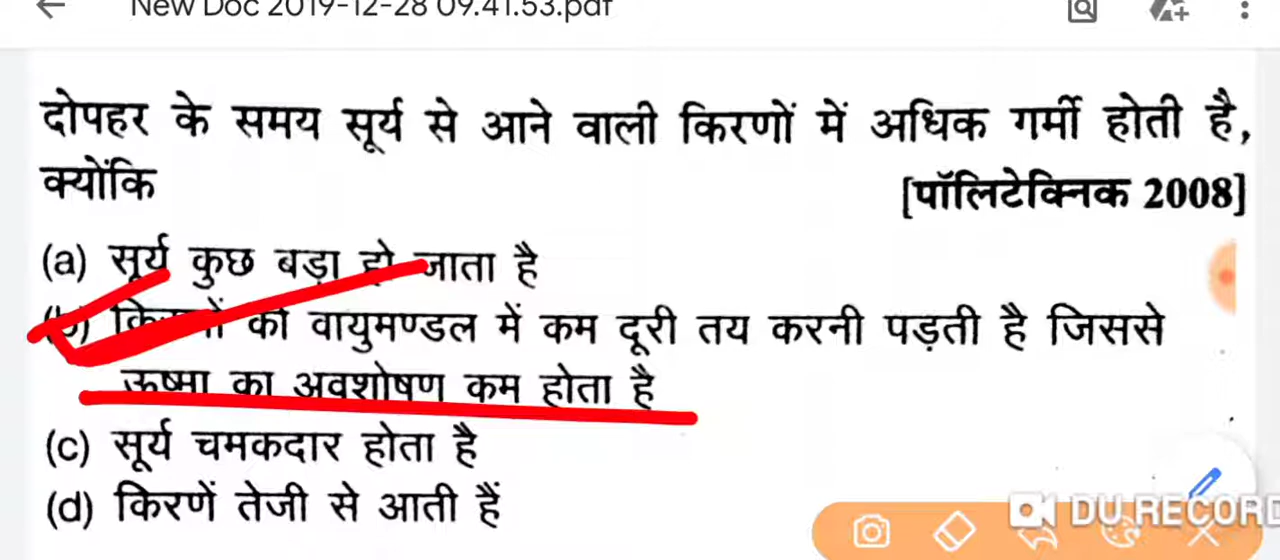 New Doc 2019-12-28 09.41.53.pdf
दोपहर के समय सूर्य से आने वाली किरणों में अधिक गर्मी होती है,
क्योंकि [पॉलिटेक्निक 2008]
(a) सूर्य कुछ बड़ा हो जाता है
(b) किरणों को वायुमण्डल में कम दूरी तय करनी पड़ती है जिससे
ऊष्मा का अवशोषण कम होता है
(c) सूर्य चमकदार होता है
(d) किरणें तेजी से आती हैं
DU RECORD